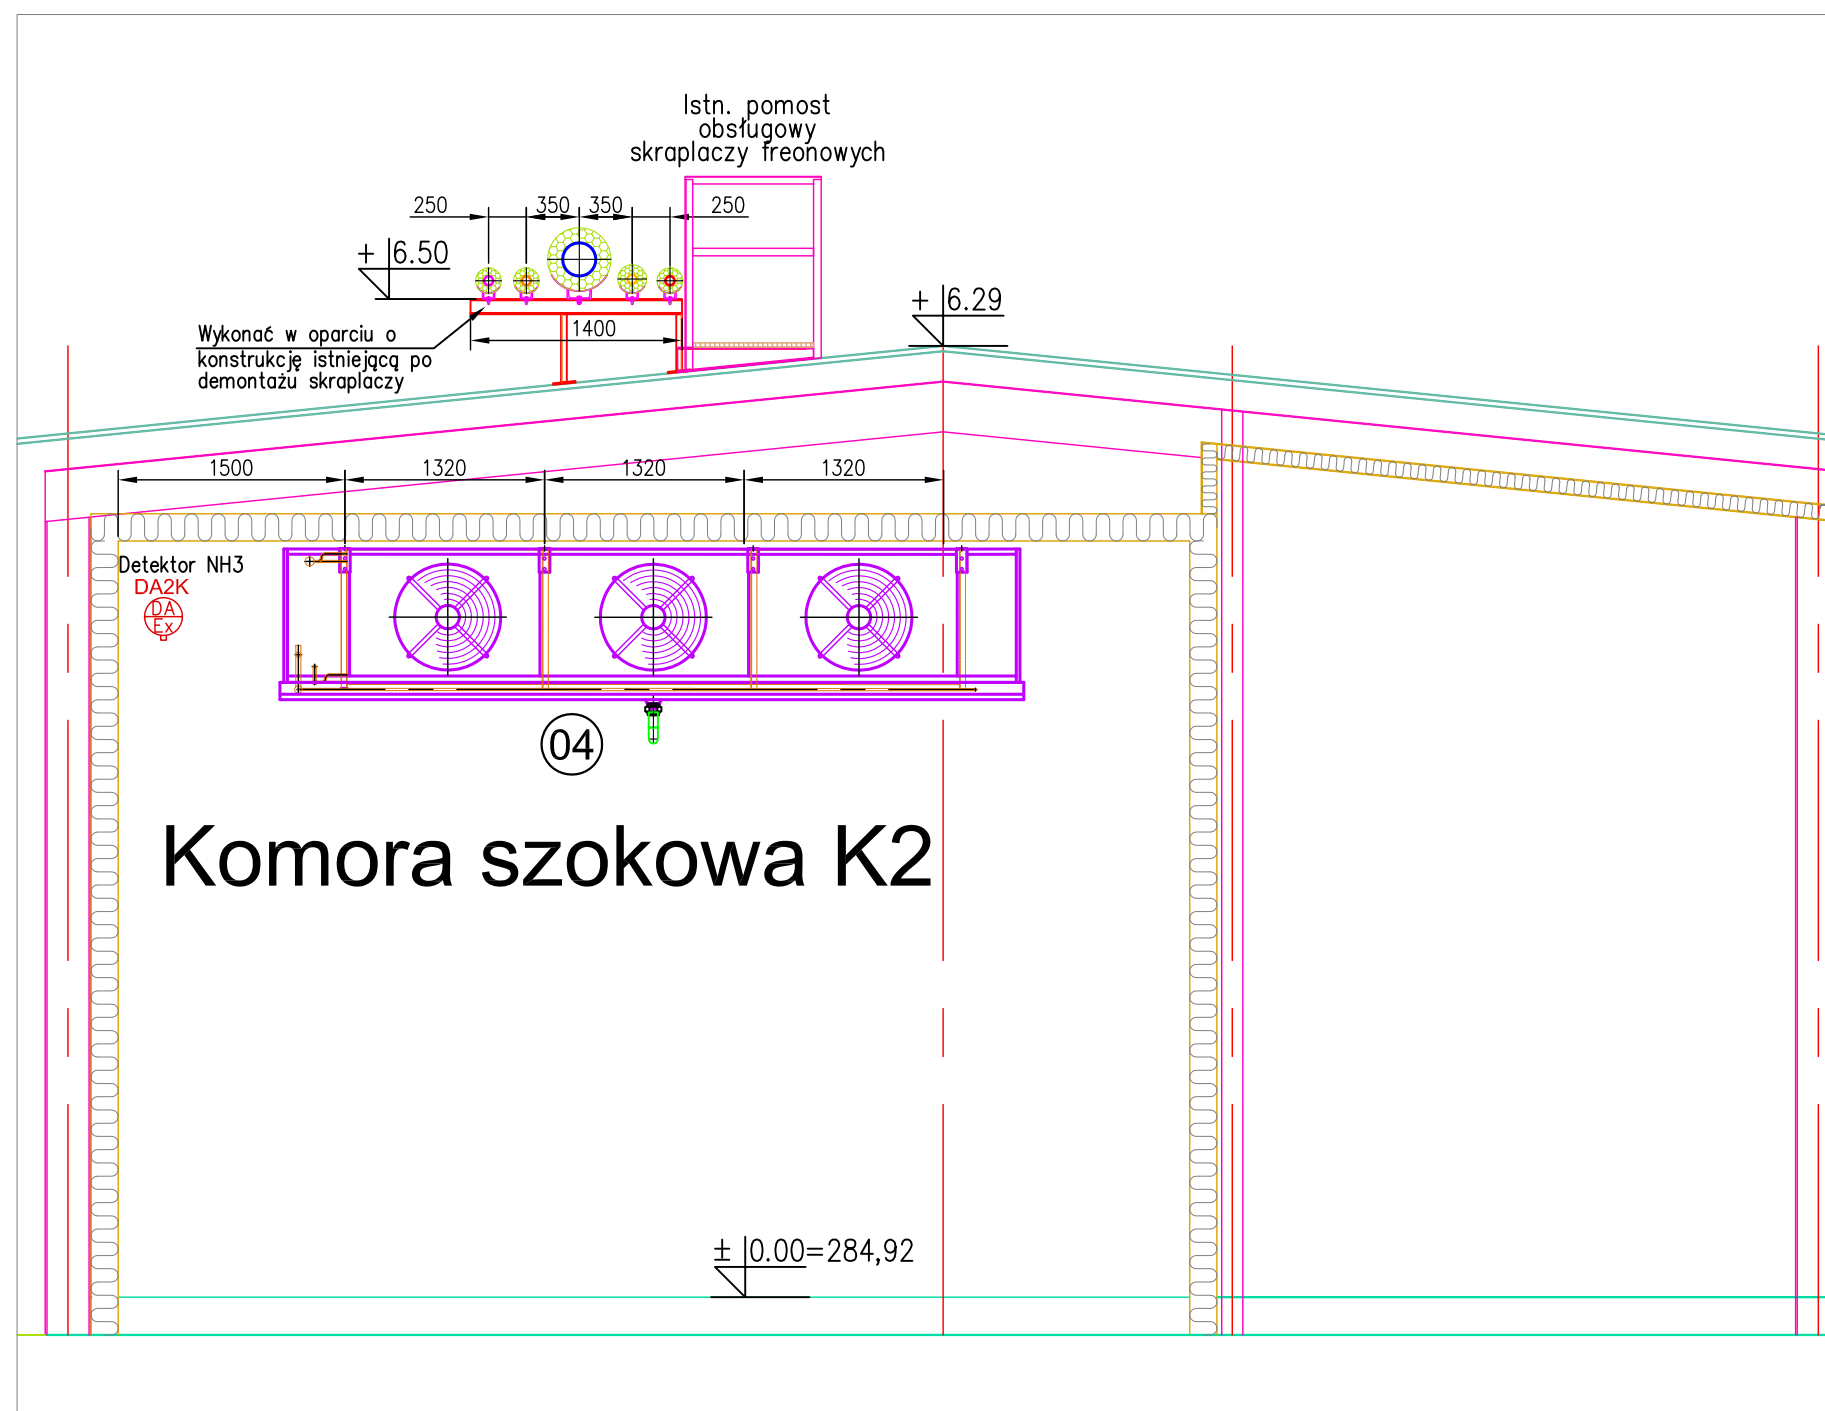 Istn. pomost
obsługowy
skraplaczy freonowych
250
350
350
250
+ 6.50
+ 6.29
1400
Wykonać w oparciu o
konstrukcję istniejącą po
demontażu skraplaczy
1500
1320
1320
1320
Detektor NH3
DA2K
DA
Ex
04
Komora szokowa K2
± 0.00=284,92